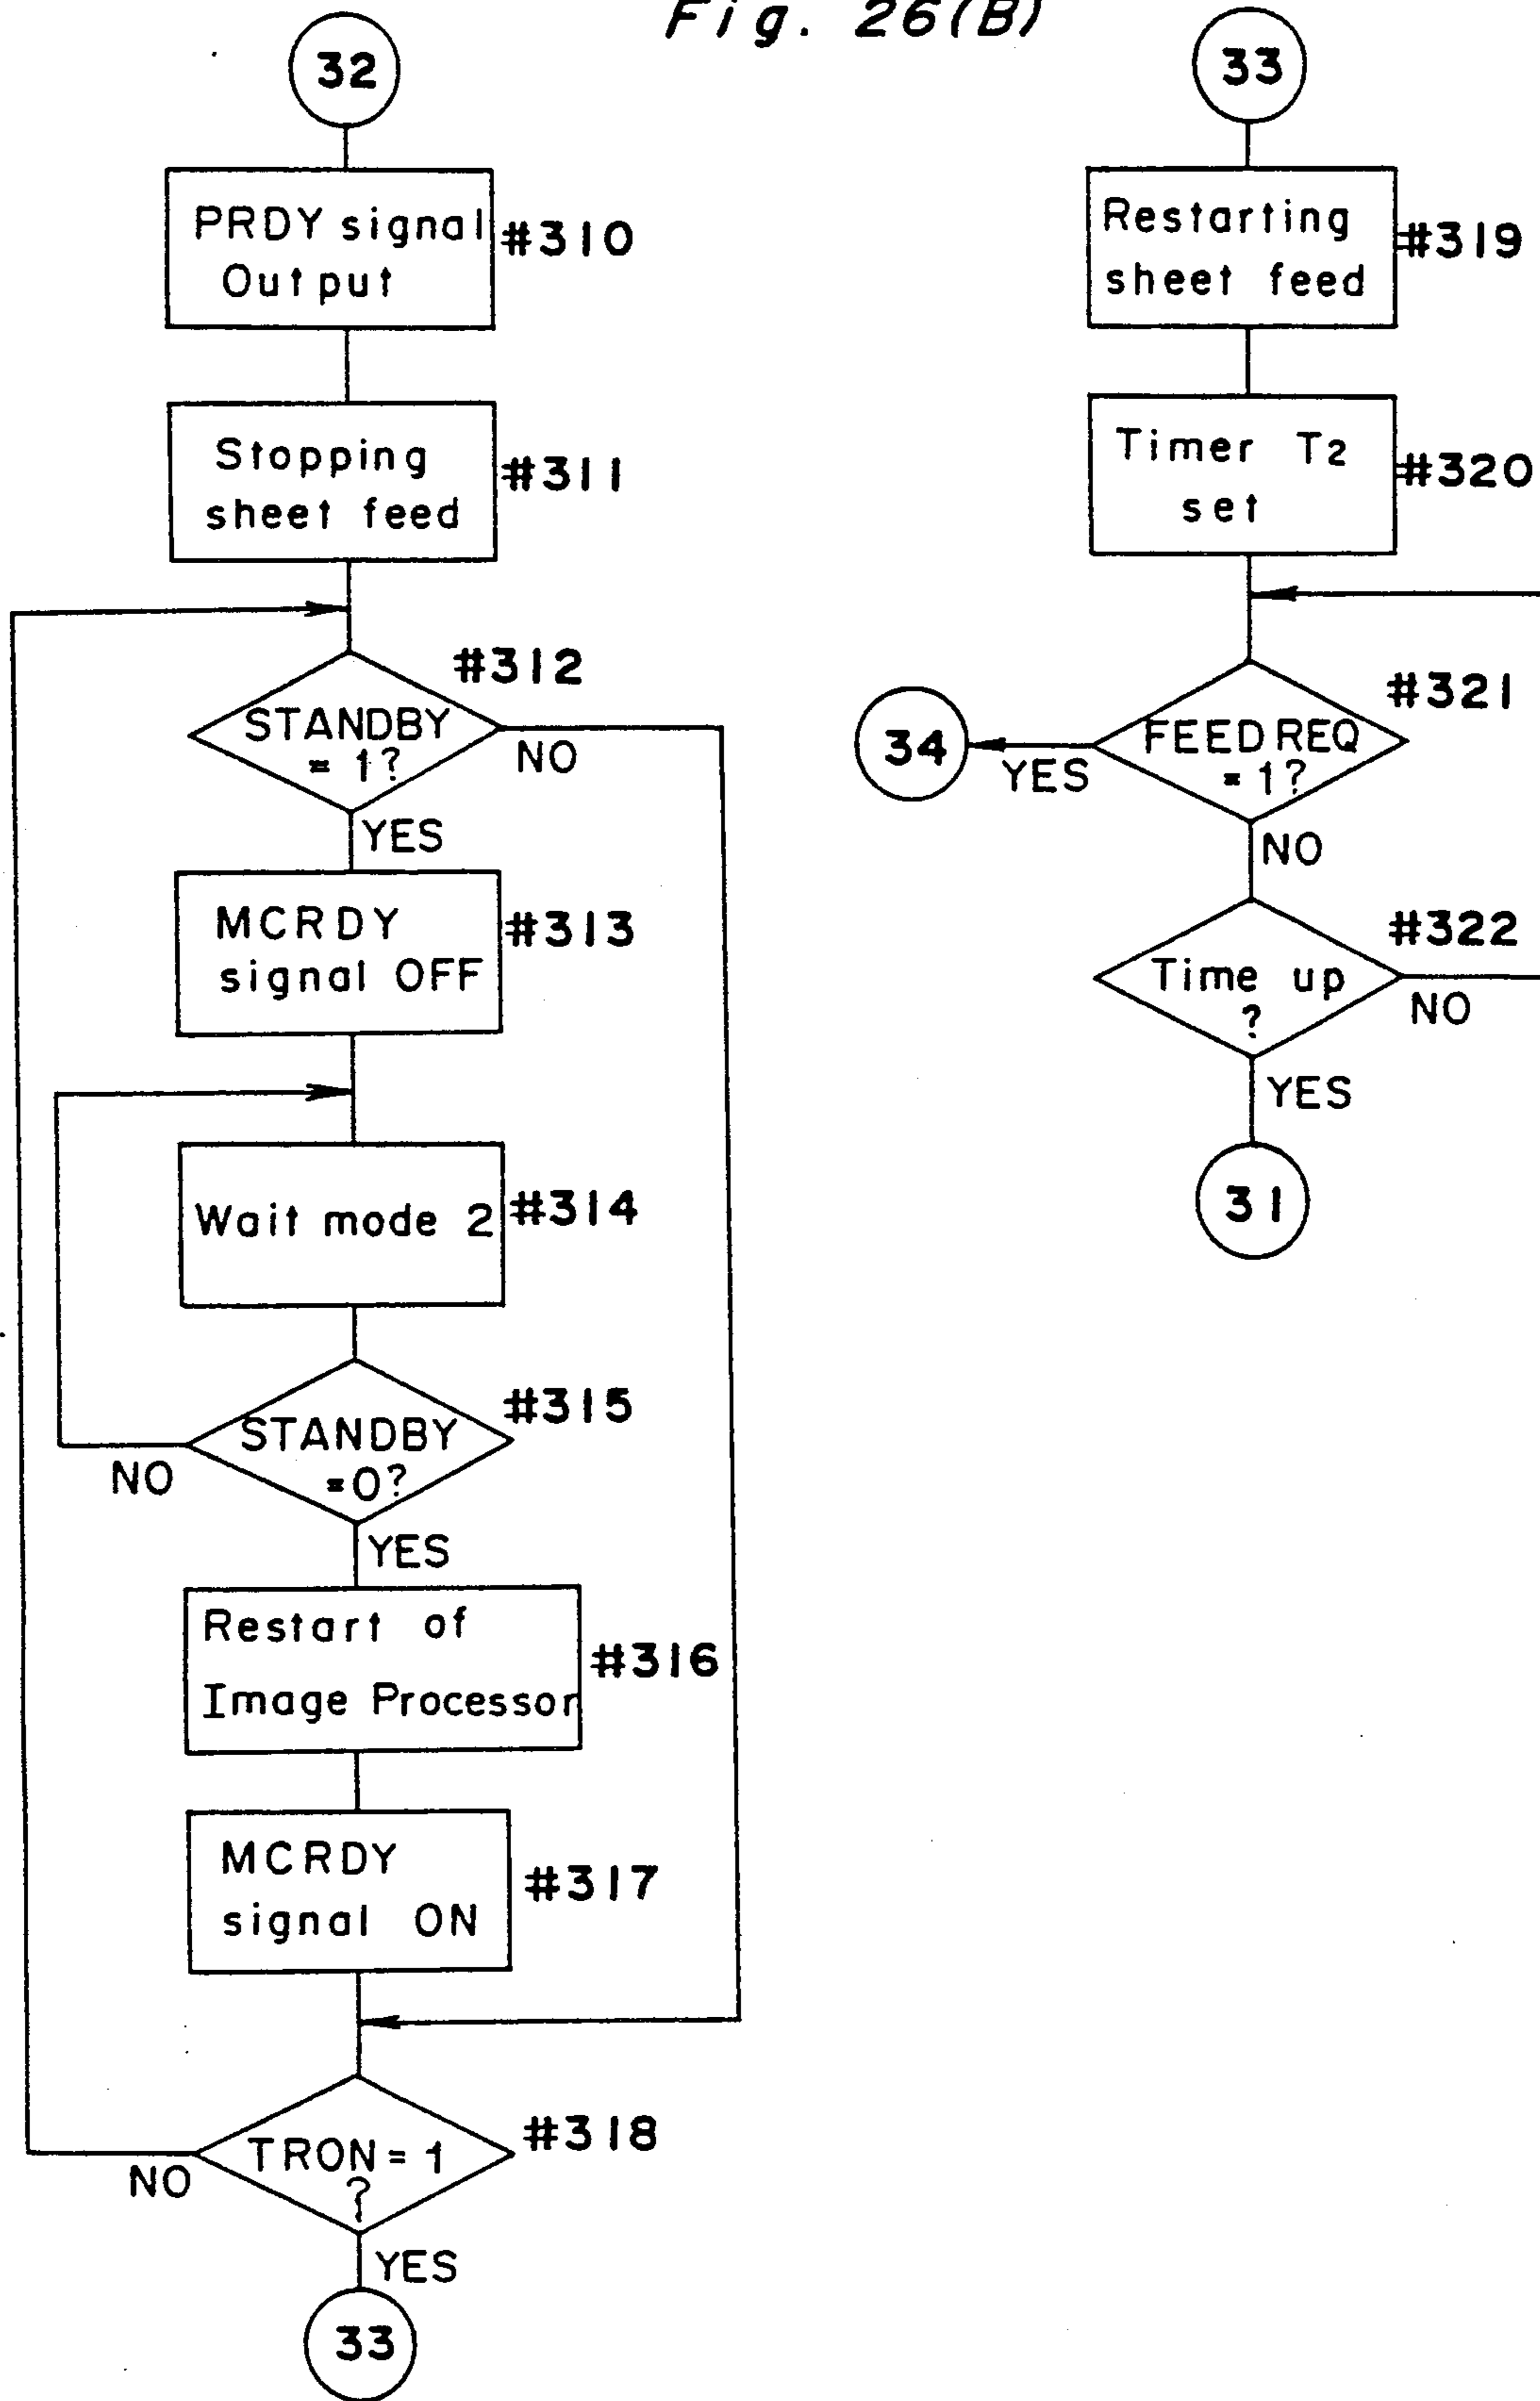 Fig. 26(B)
32
PRDY signal
Output
#310
Stopping
sheet feed
#311
#312
STANDBY
= 1?
NO
YES
MCRDY
signal OFF
#313
Wait mode 2
#314
#315
STANDBY
=0?
NO
YES
Restart of
Image Processor
#316
MCRDY
signal ON
#317
#318
TRON=1
?
NO
YES
33
33
Restarting
sheet feed
#319
Timer T2
set
#320
#321
FEEDREQ
= 1?
34
YES
NO
#322
Time up
?
NO
YES
31